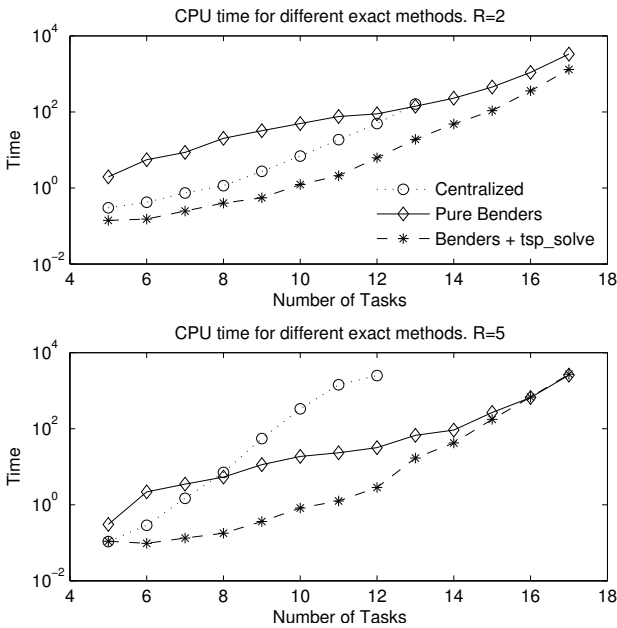 CPU time for different exact methods. R=2
10^4
10^2
10^0
10^-2
Time
4 6 8 10 12 14 16 18
Number of Tasks
Centralized
Pure Benders
Benders + tsp_solve
CPU time for different exact methods. R=5
10^4
10^2
10^0
10^-2
Time
4 6 8 10 12 14 16 18
Number of Tasks